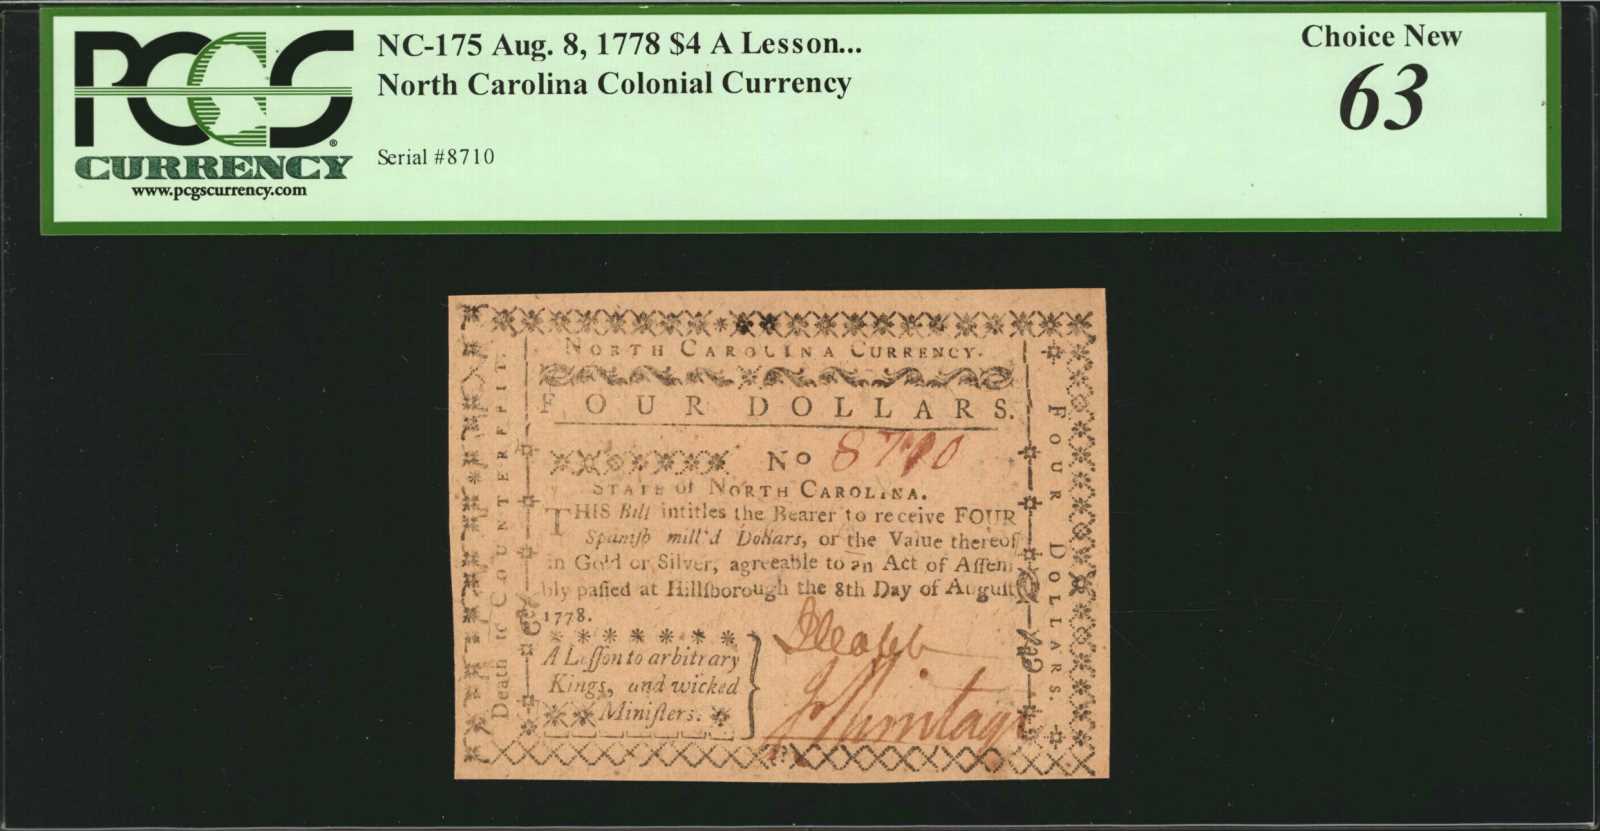 PCGS
CURRENCY
www.pcgscurrency.com
NC-175 Aug. 8, 1778 $4 A Lesson...
North Carolina Colonial Currency
Serial #8710
Choice New
63
NORTH CAROLINA CURRENCY.
FOUR DOLLARS.
No 8710
STATE of NORTH CAROLINA.
THIS Bill intitles the Bearer to receive FOUR
Spaniſh mill'd Dollars, or the Value thereof
in Gold or Silver, agreeable to an Act of Aſſem
bly paſſed at Hillſborough the 8th Day of Auguſt
1778.
A Leſſon to arbitrary
Kings, and wicked
Miniſters.
Death to COUNTERFEIT.
FOUR DOLLARS.